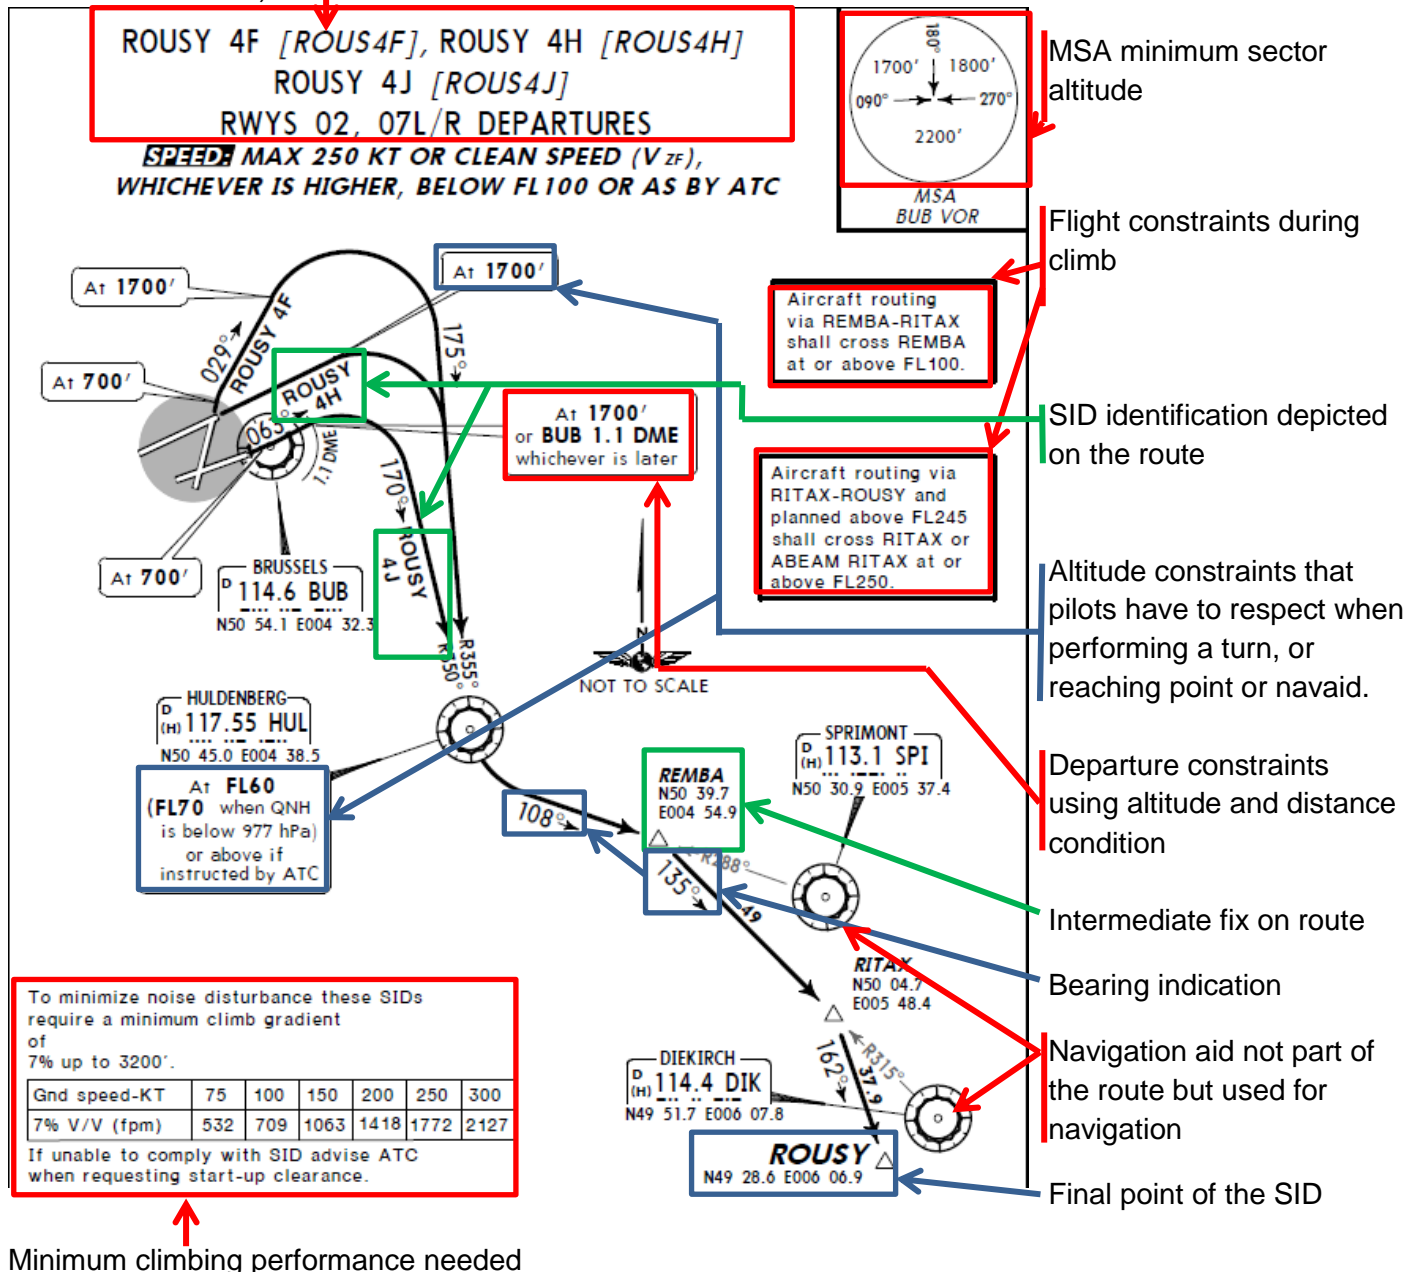 ROUSY 4F [ROUS4F], ROUSY 4H [ROUS4H]
ROUSY 4J [ROUS4J]
RWYS 02, 07L/R DEPARTURES
SPEED: MAX 250 KT OR CLEAN SPEED (V ZF),
WHICHEVER IS HIGHER, BELOW FL100 OR AS BY ATC
180°
1700' 1800'
090° 270°
2200'
MSA
BUB VOR
MSA minimum sector
altitude
Flight constraints during
climb
At 1700'
At 1700'
Aircraft routing
via REMBA-RITAX
shall cross REMBA
at or above FL100.
029°
ROUSY 4F
175°
At 700'
ROUSY
4H
063°
1.1 DME
At 1700'
or BUB 1.1 DME
whichever is later
SID identification depicted
on the route
Aircraft routing via
RITAX-ROUSY and
planned above FL245
shall cross RITAX or
ABEAM RITAX at or
above FL250.
170°
ROUSY
4J
At 700'
BRUSSELS
D 114.6 BUB
N50 54.1 E004 32.3
Altitude constraints that
pilots have to respect when
performing a turn, or
reaching point or navaid.
R350°
R355°
N
NOT TO SCALE
HULDENBERG
D
(H) 117.55 HUL
N50 45.0 E004 38.5
At FL60
(FL70 when QNH
is below 977 hPa)
or above if
instructed by ATC
SPRIMONT
D
(H) 113.1 SPI
N50 30.9 E005 37.4
REMBA
N50 39.7
E004 54.9
108°
Departure constraints
using altitude and distance
condition
R288°
135°
49
Intermediate fix on route
RITAX
N50 04.7
E005 48.4
Bearing indication
To minimize noise disturbance these SIDs
require a minimum climb gradient
of
7% up to 3200'.
Gnd speed-KT 75 100 150 200 250 300
7% V/V (fpm) 532 709 1063 1418 1772 2127
If unable to comply with SID advise ATC
when requesting start-up clearance.
R315°
162°
37.9
DIEKIRCH
D
(H) 114.4 DIK
N49 51.7 E006 07.8
Navigation aid not part of
the route but used for
navigation
ROUSY
N49 28.6 E006 06.9
Final point of the SID
Minimum climbing performance needed